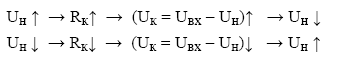 Uн ↑ → Rк↑ → (Uк = Uвх – Uн)↑ → Uн ↓
Uн ↓ → Rк↓ → (Uк = Uвх – Uн)↓ → Uн ↑